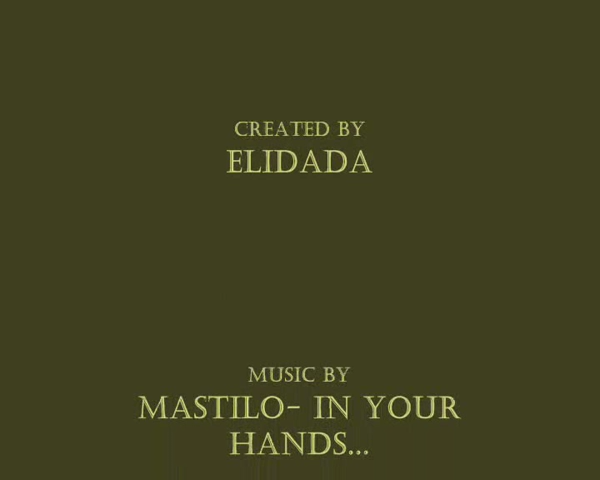 CREATED BY
ELIDADA
MUSIC BY
MASTILO- IN YOUR
HANDS...